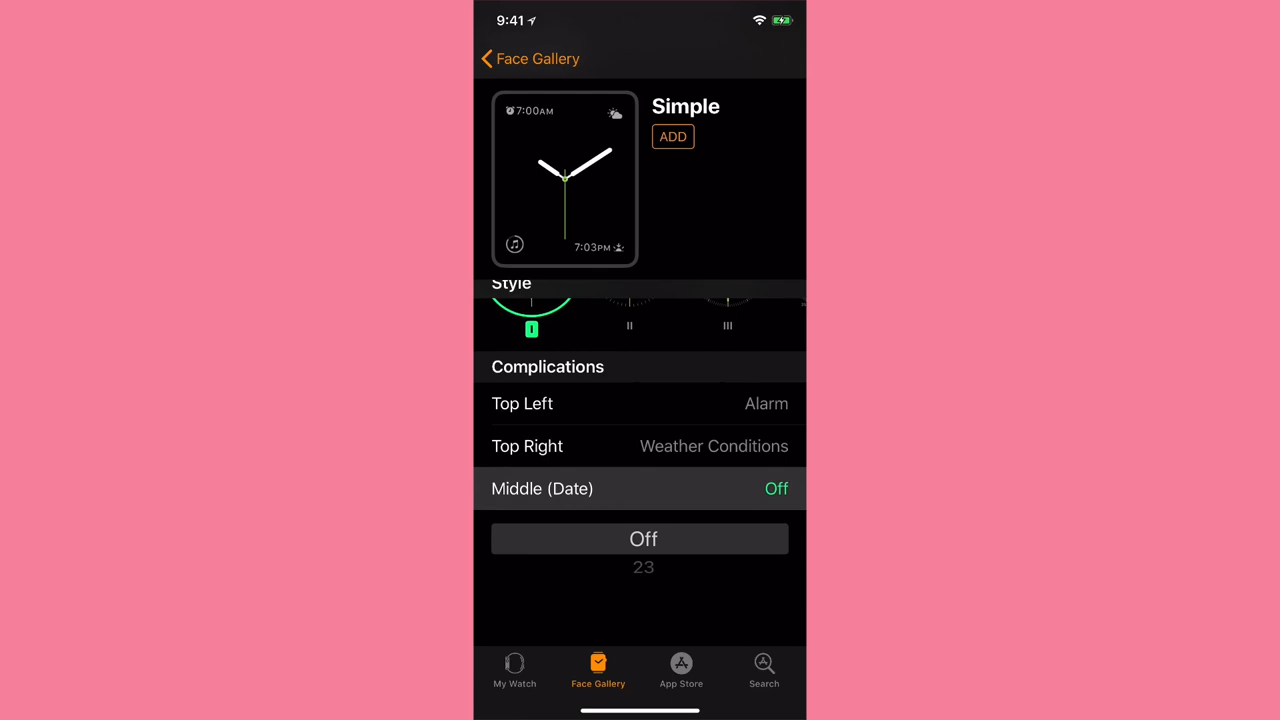 9:41
Face Gallery
7:00AM
Simple
ADD
7:03PM
Style
I II III
Complications
Top Left Alarm
Top Right Weather Conditions
Middle (Date) Off
Off
23
My Watch Face Gallery App Store Search